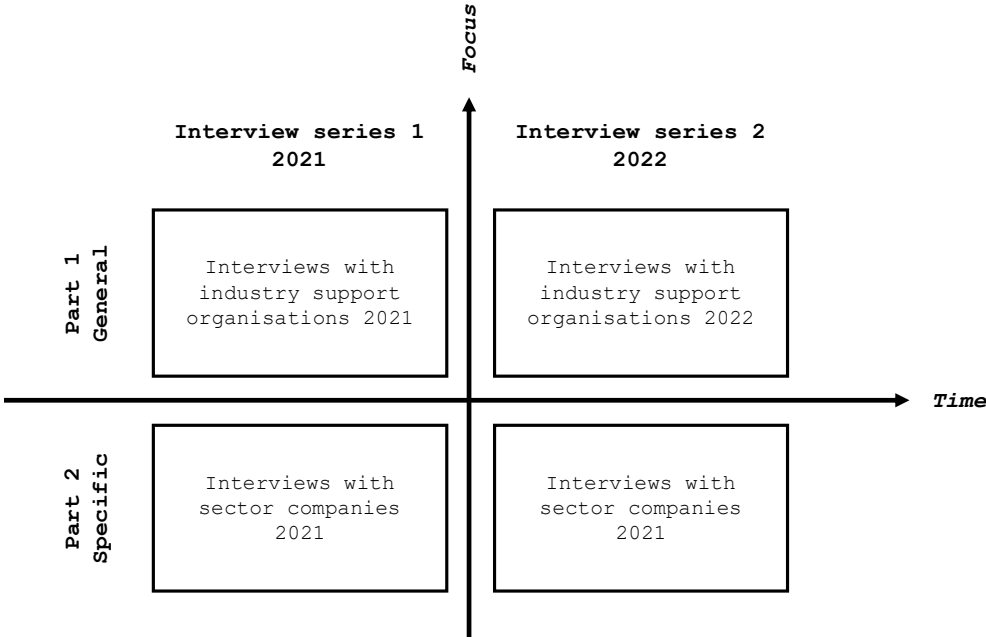 Focus
Interview series 1
2021
Interview series 2
2022
Part 1
General
Interviews with
industry support
organisations 2021
Interviews with
industry support
organisations 2022
Time
Part 2
Specific
Interviews with
sector companies
2021
Interviews with
sector companies
2021